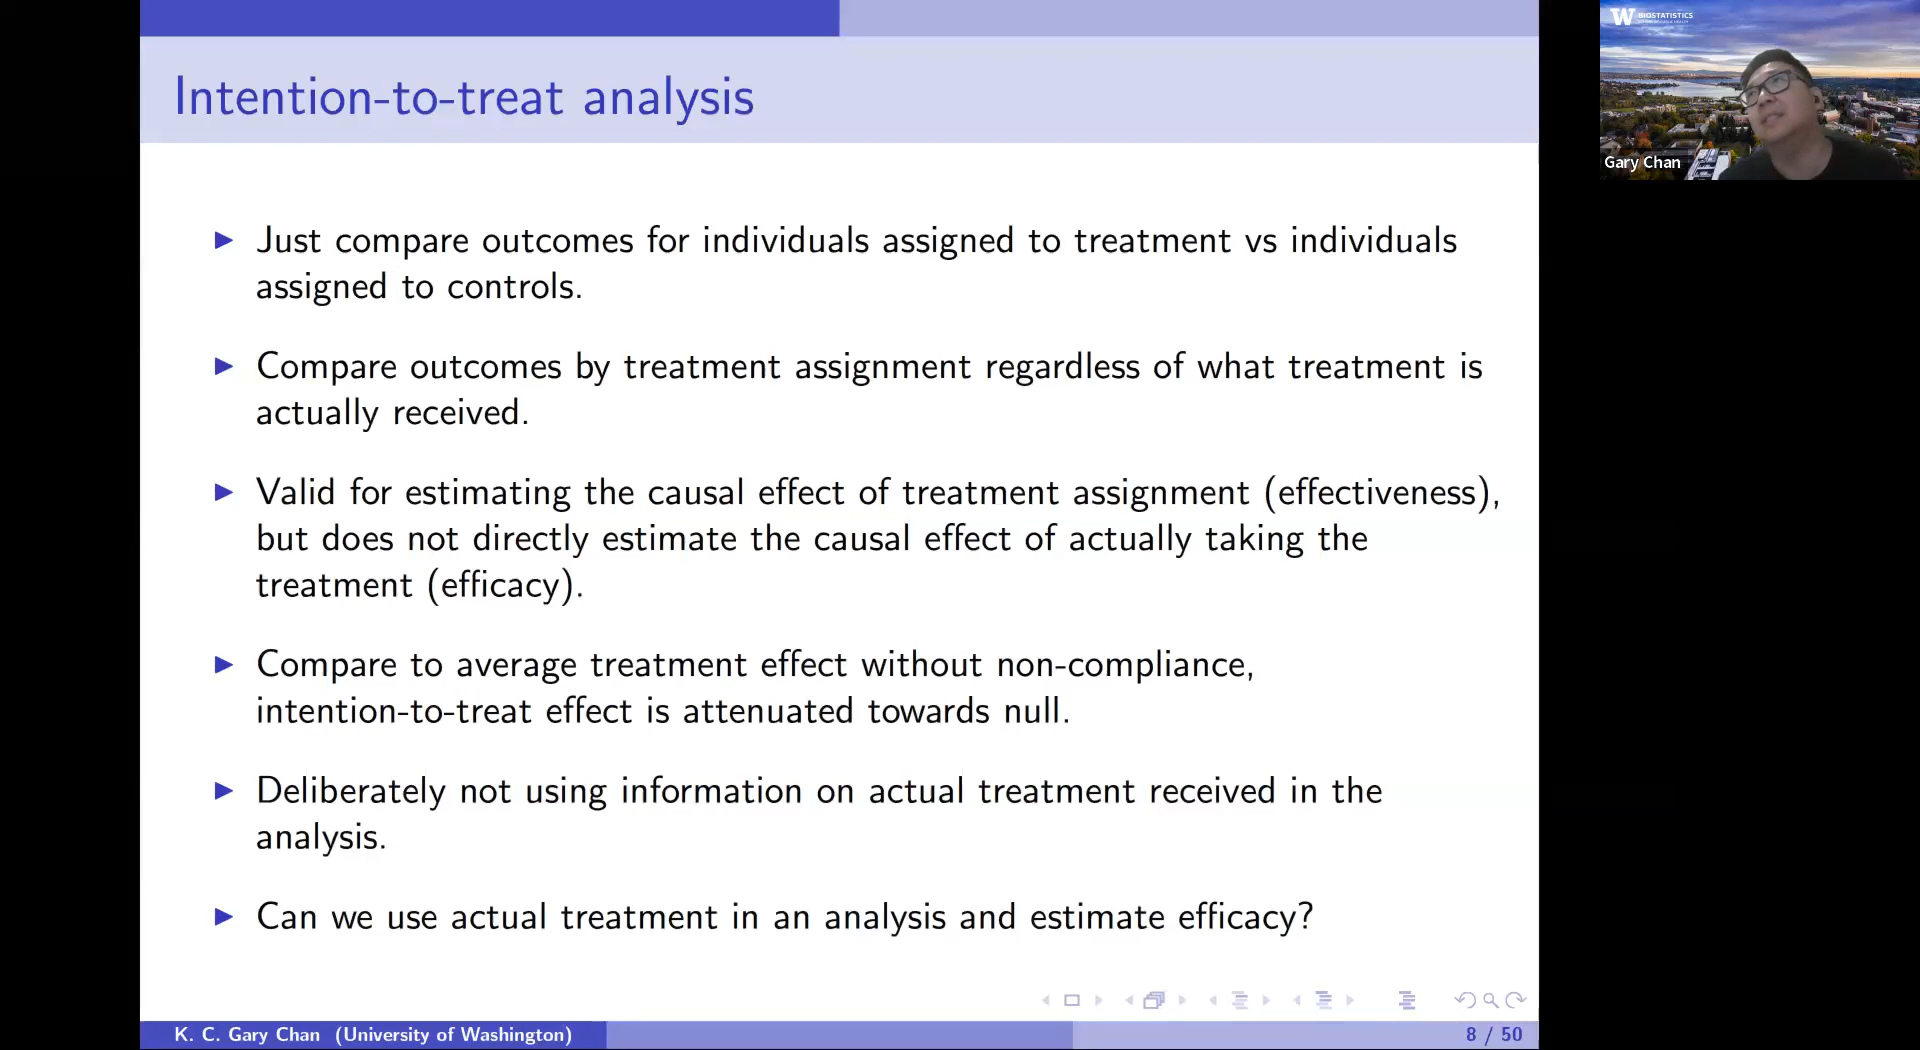 Intention-to-treat analysis
Just compare outcomes for individuals assigned to treatment vs individuals
assigned to controls.
Compare outcomes by treatment assignment regardless of what treatment is
actually received.
Valid for estimating the causal effect of treatment assignment (effectiveness),
but does not directly estimate the causal effect of actually taking the
treatment (efficacy).
Compare to average treatment effect without non-compliance,
intention-to-treat effect is attenuated towards null.
Deliberately not using information on actual treatment received in the
analysis.
Can we use actual treatment in an analysis and estimate efficacy?
K. C. Gary Chan (University of Washington)
8 / 50
W BIOSTATISTICS
Gary Chan